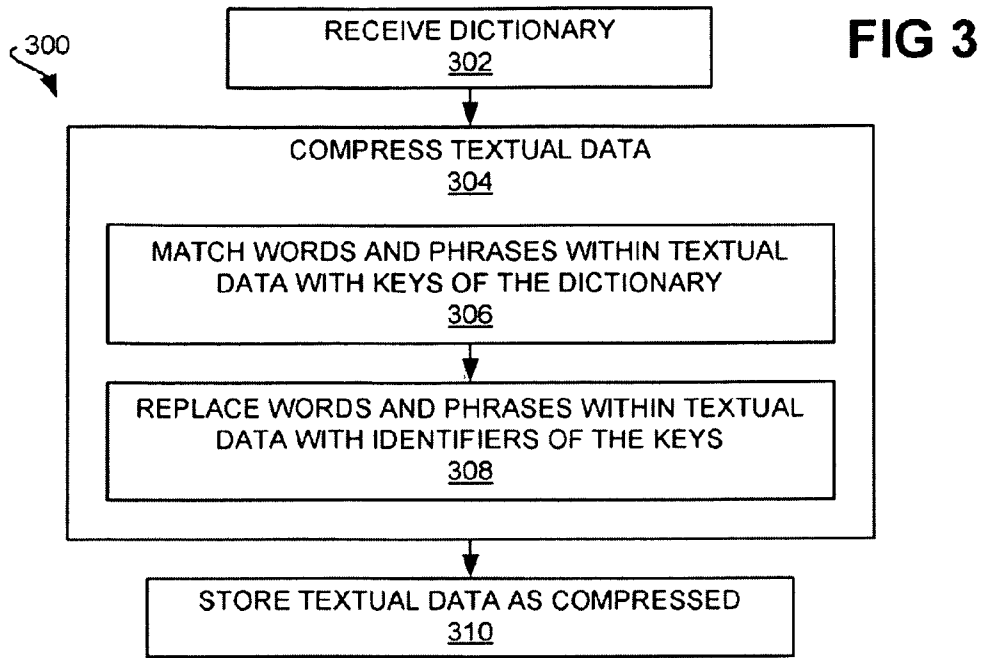 FIG 3
300
RECEIVE DICTIONARY
302
COMPRESS TEXTUAL DATA
304
MATCH WORDS AND PHRASES WITHIN TEXTUAL
DATA WITH KEYS OF THE DICTIONARY
306
REPLACE WORDS AND PHRASES WITHIN TEXTUAL
DATA WITH IDENTIFIERS OF THE KEYS
308
STORE TEXTUAL DATA AS COMPRESSED
310